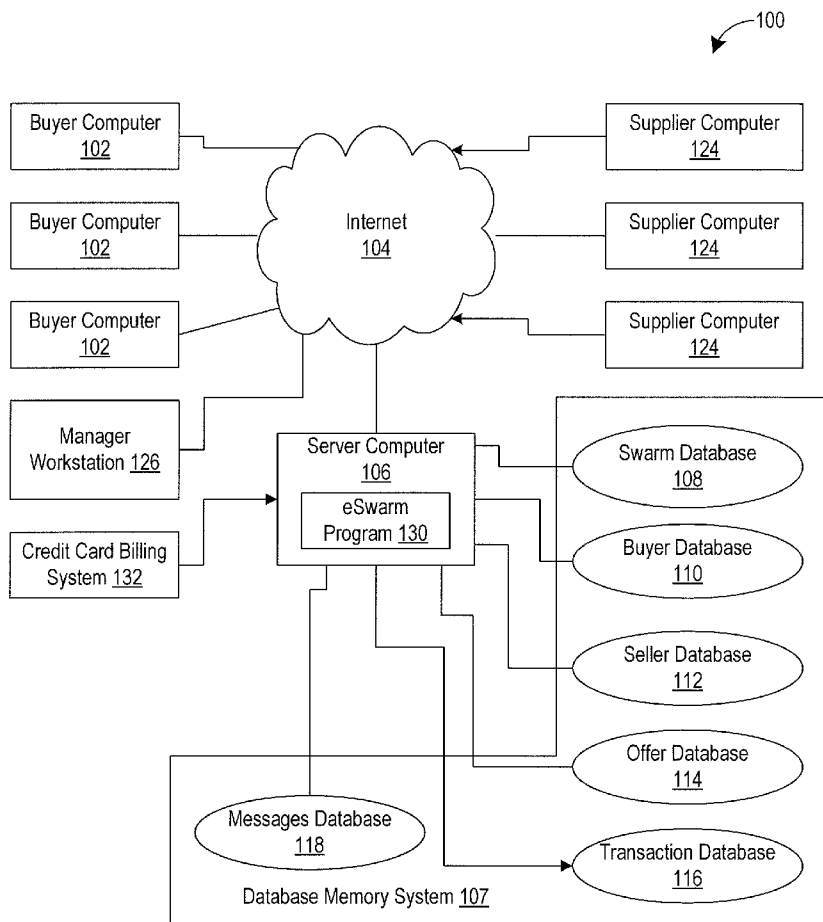 100
Buyer Computer
102
Supplier Computer
124
Buyer Computer
102
Internet
104
Supplier Computer
124
Buyer Computer
102
Supplier Computer
124
Manager
Workstation 126
Server Computer
106
eSwarm
Program 130
Swarm Database
108
Credit Card Billing
System 132
Buyer Database
110
Seller Database
112
Offer Database
114
Messages Database
118
Transaction Database
116
Database Memory System 107